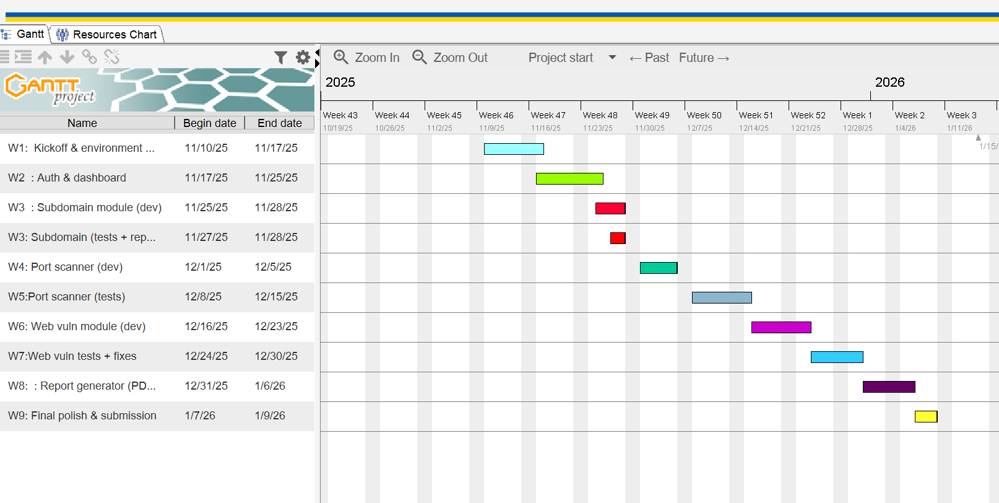 Gantt
Resources Chart
Zoom In
Zoom Out
Project start
← Past
Future →
GANTT
project
2025
2026
Name
Begin date
End date
Week 43
Week 44
Week 45
Week 46
Week 47
Week 48
Week 49
Week 50
Week 51
Week 52
Week 1
Week 2
Week 3
10/19/25
10/26/25
11/2/25
11/9/25
11/16/25
11/23/25
11/30/25
12/7/25
12/14/25
12/21/25
12/28/25
1/4/26
1/11/26
1/15/
W1:  Kickoff & environment ... 11/10/25 11/17/25
W2  : Auth & dashboard 11/17/25 11/25/25
W3  : Subdomain module (dev) 11/25/25 11/28/25
W3: Subdomain (tests + rep... 11/27/25 11/28/25
W4: Port scanner (dev) 12/1/25 12/5/25
W5:Port scanner (tests) 12/8/25 12/15/25
W6: Web vuln module (dev) 12/16/25 12/23/25
W7:Web vuln tests + fixes 12/24/25 12/30/25
W8:  : Report generator (PD... 12/31/25 1/6/26
W9: Final polish & submission 1/7/26 1/9/26